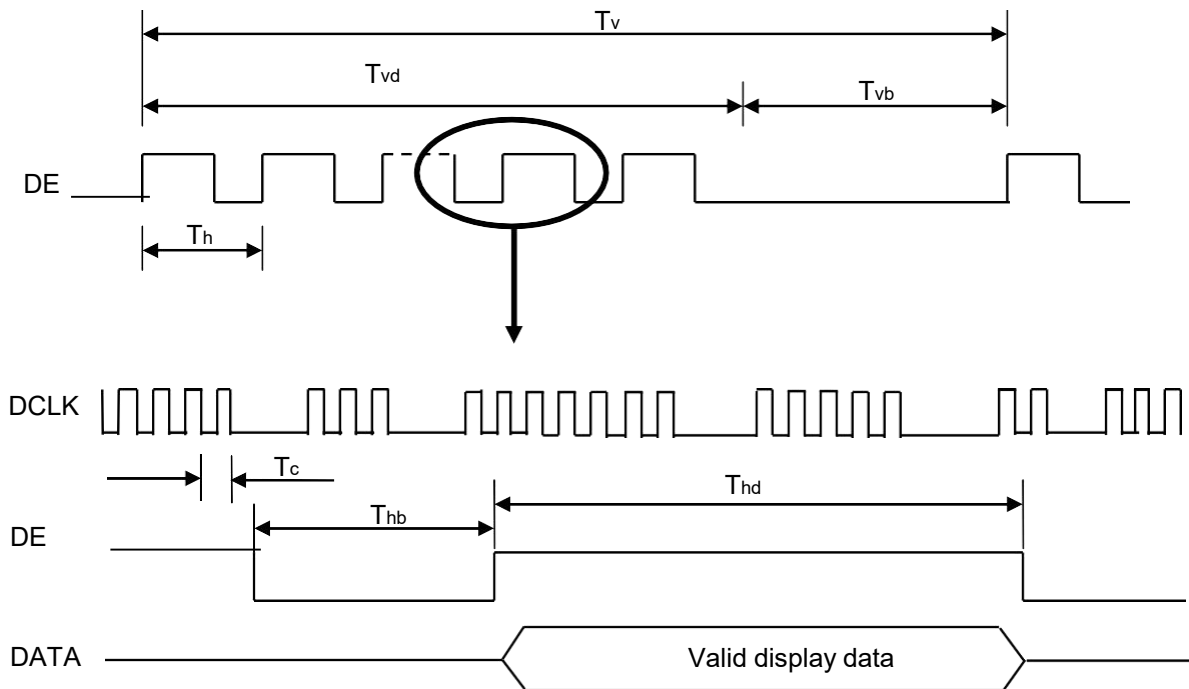 Tv
Tvd
Tvb
DE
Th
DCLK
Tc
Thd
Thb
DE
DATA
Valid display data